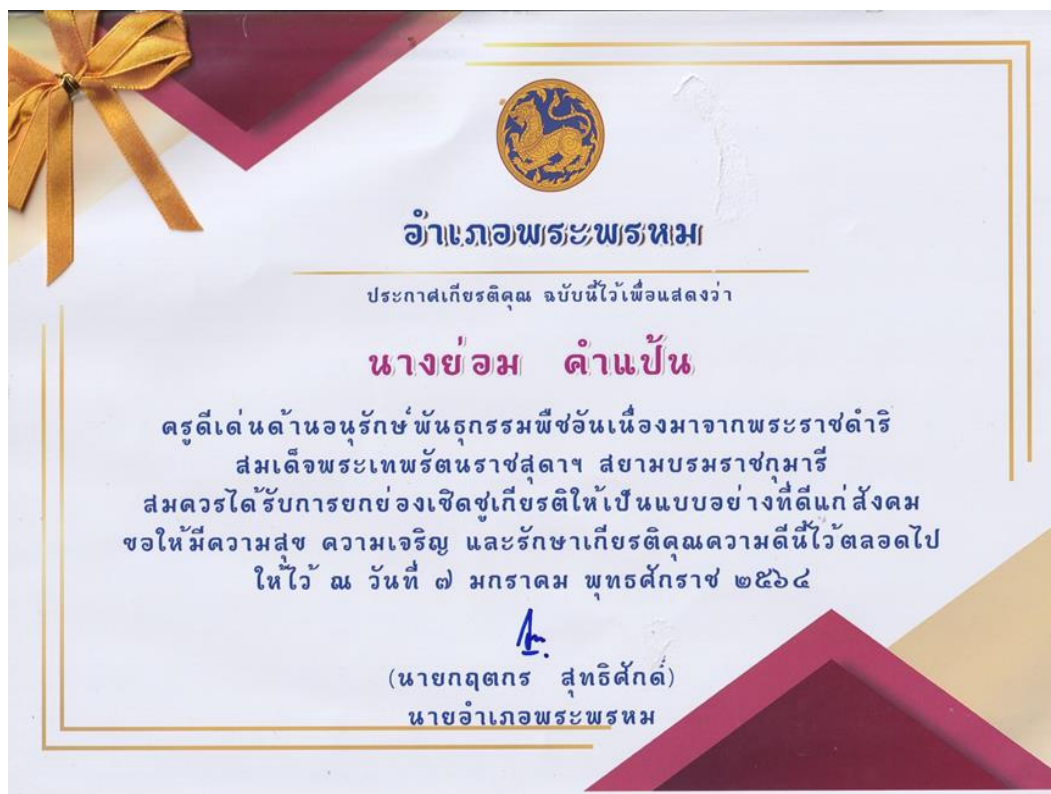 อำเภอพระพรหม
ประกาศเกียรติคุณ ฉบับนี้ไว้เพื่อแสดงว่า
นางย่อม คำแป้น
ครูดีเด่นด้านอนุรักษ์พันธุกรรมพืชอันเนื่องมาจากพระราชดำริ
สมเด็จพระเทพรัตนราชสุดาฯ สยามบรมราชกุมารี
สมควรได้รับการยกย่องเชิดชูเกียรติให้เป็นแบบอย่างที่ดีแก่สังคม
ขอให้มีความสุข ความเจริญ และรักษาเกียรติคุณความดีนี้ไว้ตลอดไป
ให้ไว้ ณ วันที่ ๗ มกราคม พุทธศักราช ๒๕๖๔
(นายกฤตกร สุทธิศักดิ์)
นายอำเภอพระพรหม